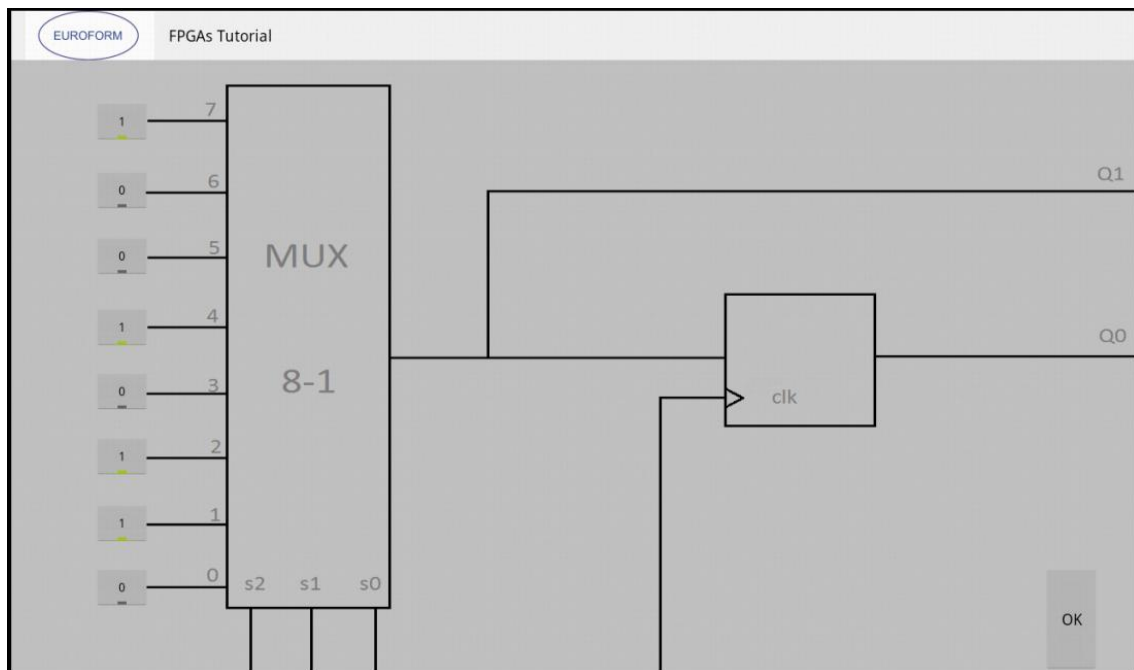 EUROFORM FPGAs Tutorial
1 7
0 6
Q1
0 5
MUX
1 4
Q0
8-1
0 3
clk
1 2
1 1
0 0
s2 s1 s0
OK